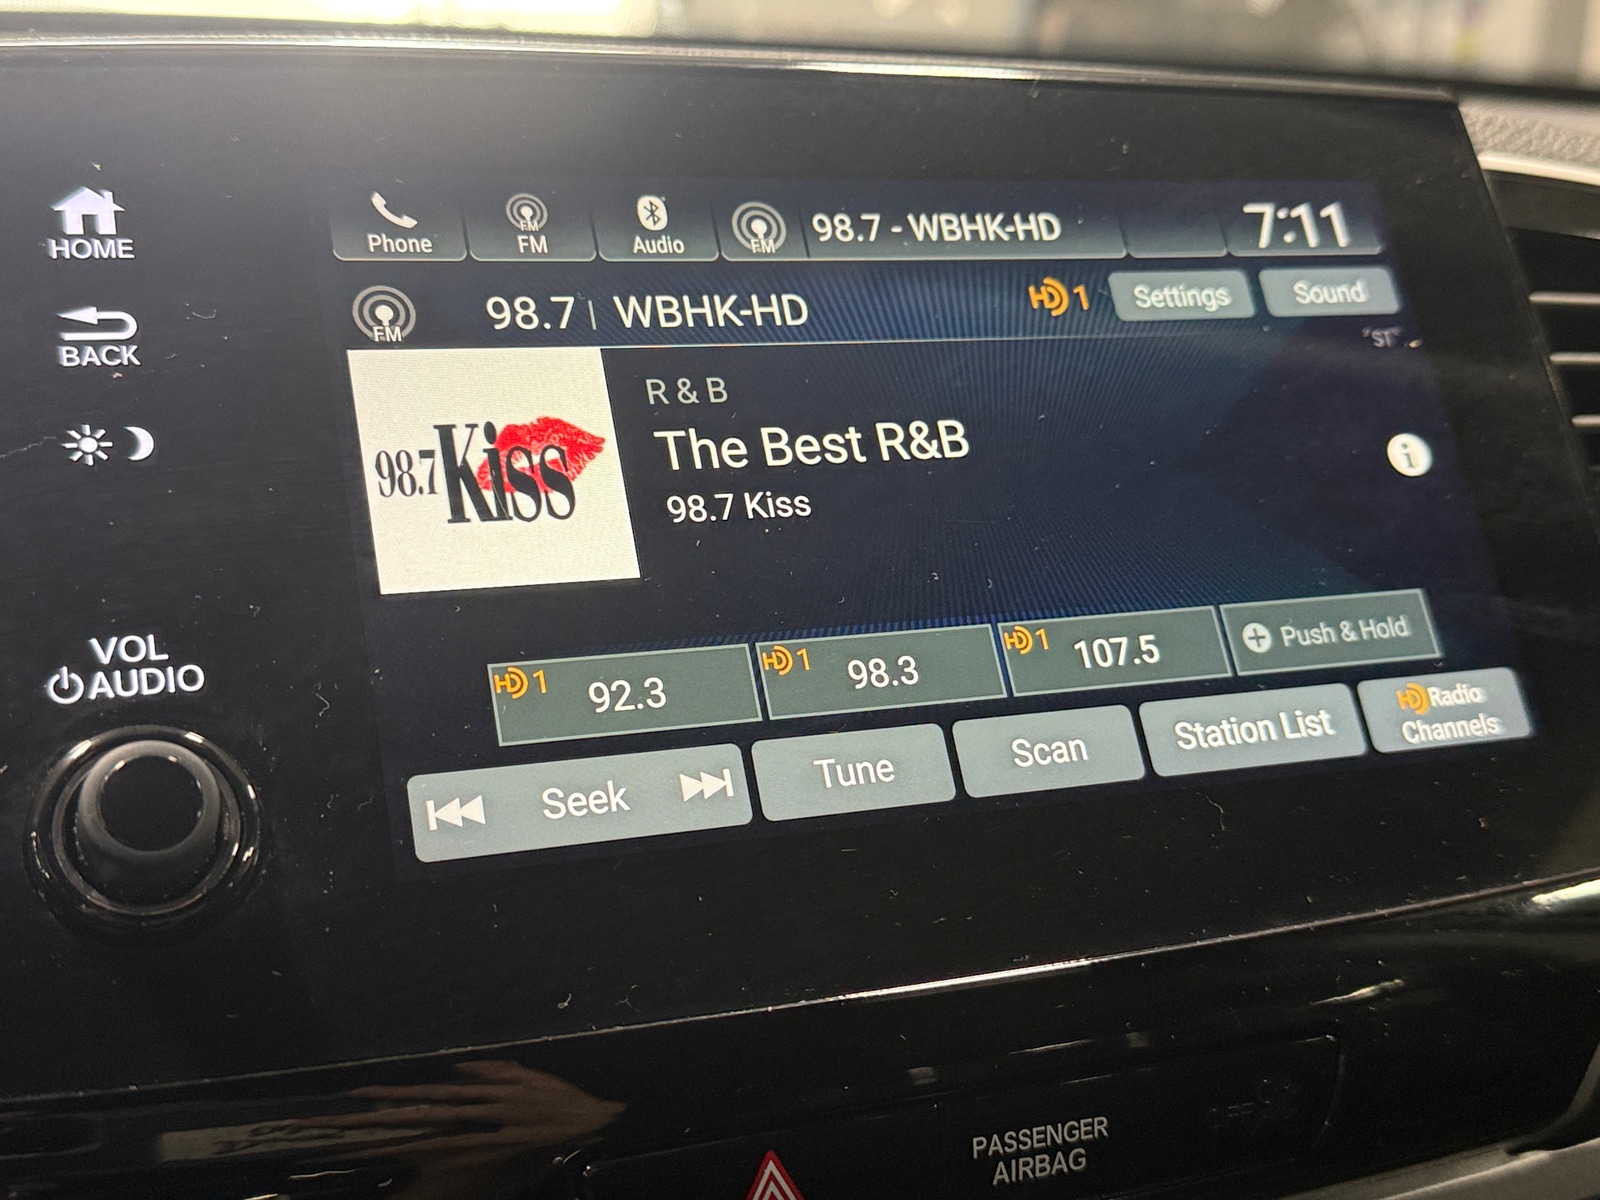 HOME
BACK
VOL
AUDIO
Phone
FM
FM
Audio
FM
98.7 - WBHK-HD
7:11
FM
98.7 | WBHK-HD
HD 1
Settings
Sound
"ST"
98.7 Kiss
R & B
The Best R&B
98.7 Kiss
i
HD 1 92.3
HD 1 98.3
HD 1 107.5
+ Push & Hold
Seek
Tune
Scan
Station List
HD Radio
Channels
PASSENGER
AIRBAG